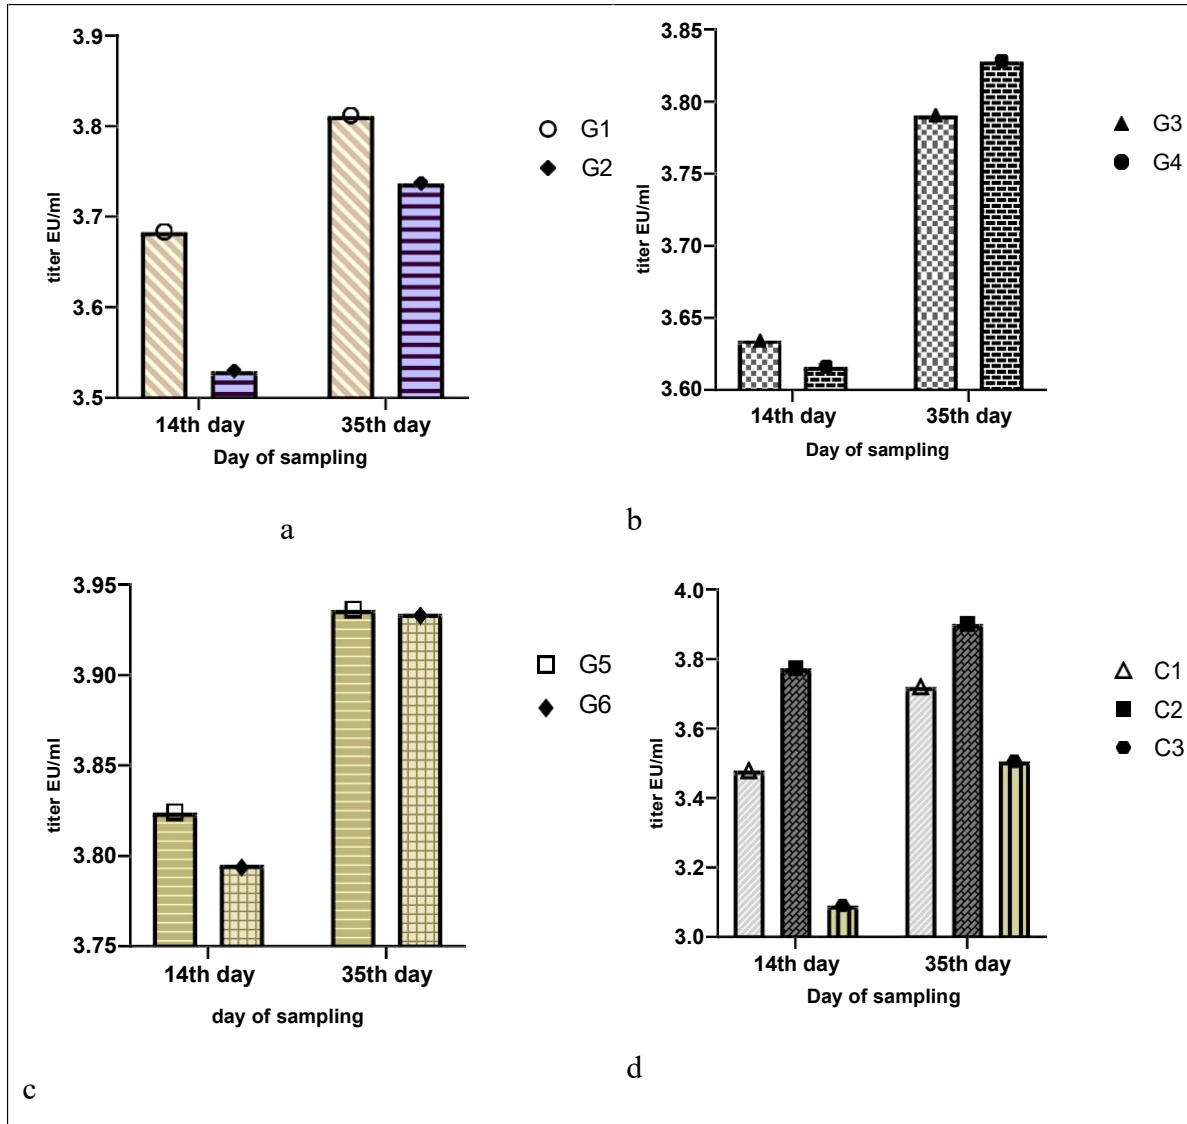 3.9
3.8
3.7
3.6
3.5
titer EU/ml
14th day 35th day
Day of sampling
G1
G2
a
3.85
3.80
3.75
3.70
3.65
3.60
titer EU/ml
14th day 35th day
Day of sampling
G3
G4
b
3.95
3.90
3.85
3.80
3.75
titer EU/ml
14th day 35th day
day of sampling
G5
G6
c
4.0
3.8
3.6
3.4
3.2
3.0
titer EU/ml
14th day 35th day
Day of sampling
C1
C2
C3
d